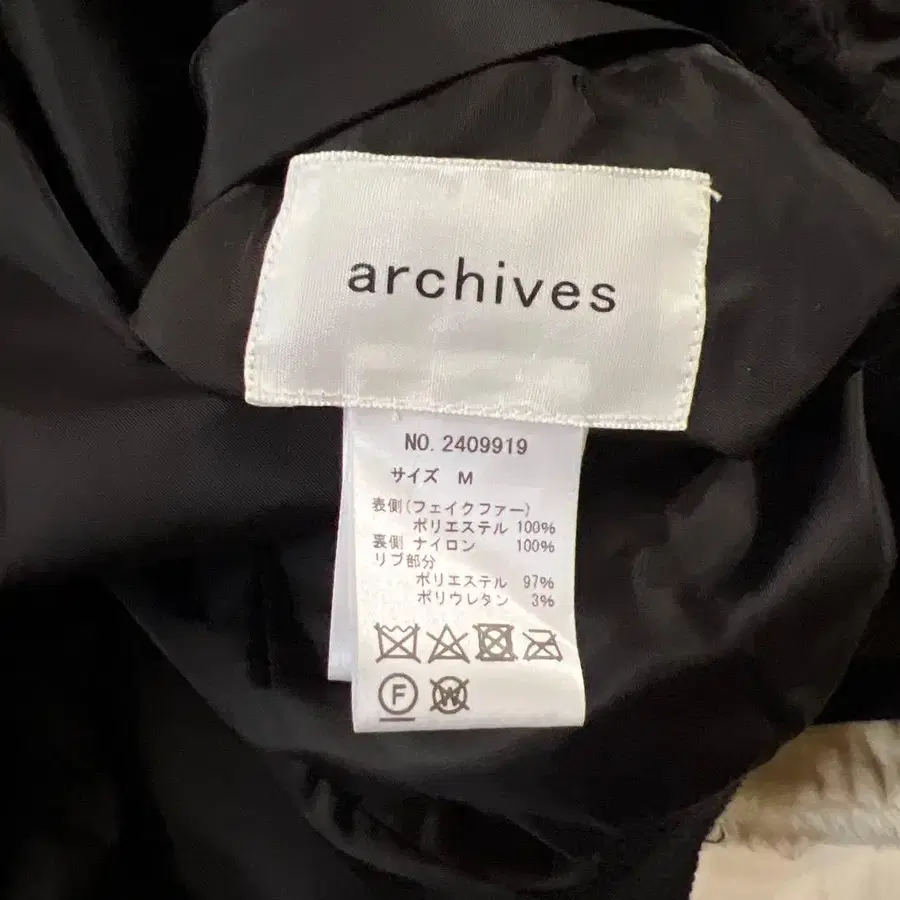 archives
NO. 2409919
サイズ M
表側(フェイクファー)
ポリエステル 100%
裏側 ナイロン 100%
リブ部分
ポリエステル 97%
ポリウレタン 3%
F W